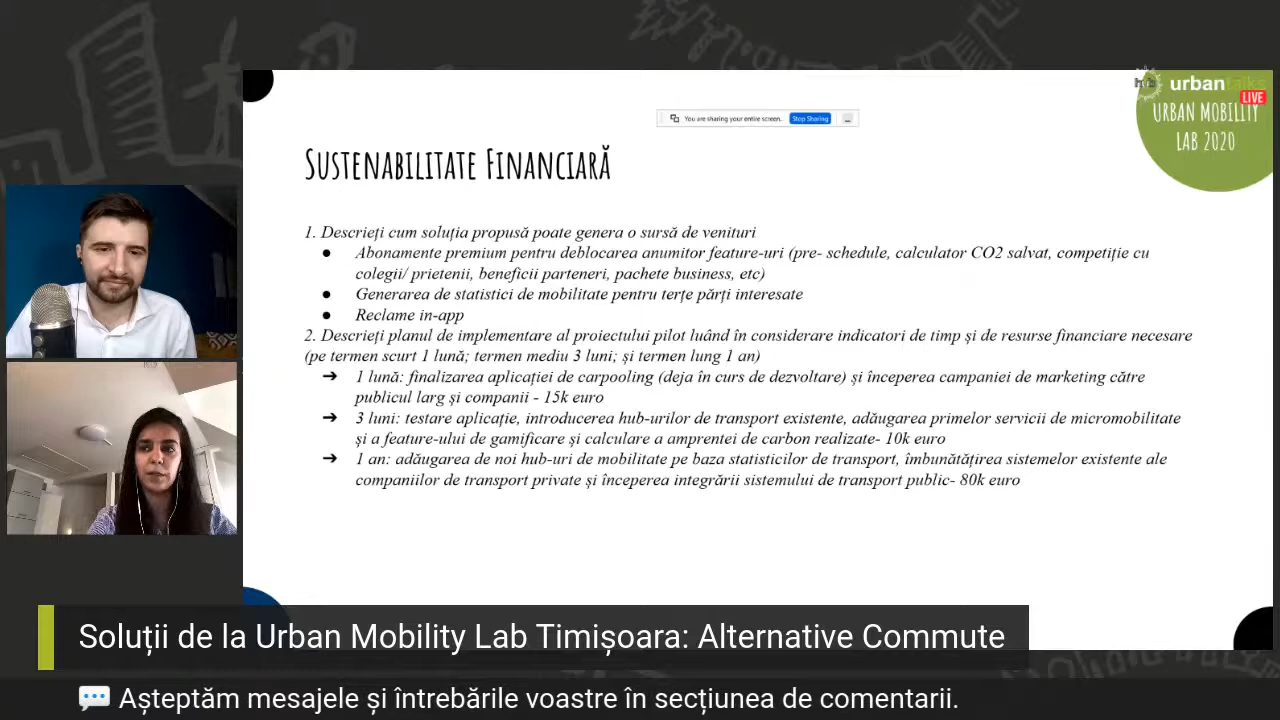 hub urbantalks
LIVE
URBAN MOBILITY
LAB 2020
You are sharing your entire screen. Stop Sharing
SUSTENABILITATE FINANCIARĂ
1. Descrieți cum soluția propusă poate genera o sursă de venituri
● Abonamente premium pentru deblocarea anumitor feature-uri (pre- schedule, calculator CO2 salvat, competiție cu
colegii/ prietenii, beneficii parteneri, pachete business, etc)
● Generarea de statistici de mobilitate pentru terțe părți interesate
● Reclame in-app
2. Descrieți planul de implementare al proiectului pilot luând în considerare indicatori de timp și de resurse financiare necesare
(pe termen scurt 1 lună; termen mediu 3 luni; și termen lung 1 an)
➔ 1 lună: finalizarea aplicației de carpooling (deja în curs de dezvoltare) și începerea campaniei de marketing către
publicul larg și companii - 15k euro
➔ 3 luni: testare aplicație, introducerea hub-urilor de transport existente, adăugarea primelor servicii de micromobilitate
și a feature-ului de gamificare și calculare a amprentei de carbon realizate- 10k euro
➔ 1 an: adăugarea de noi hub-uri de mobilitate pe baza statisticilor de transport, îmbunătățirea sistemelor existente ale
companiilor de transport private și începerea integrării sistemului de transport public- 80k euro
Soluții de la Urban Mobility Lab Timișoara: Alternative Commute
💬 Așteptăm mesajele și întrebările voastre în secțiunea de comentarii.